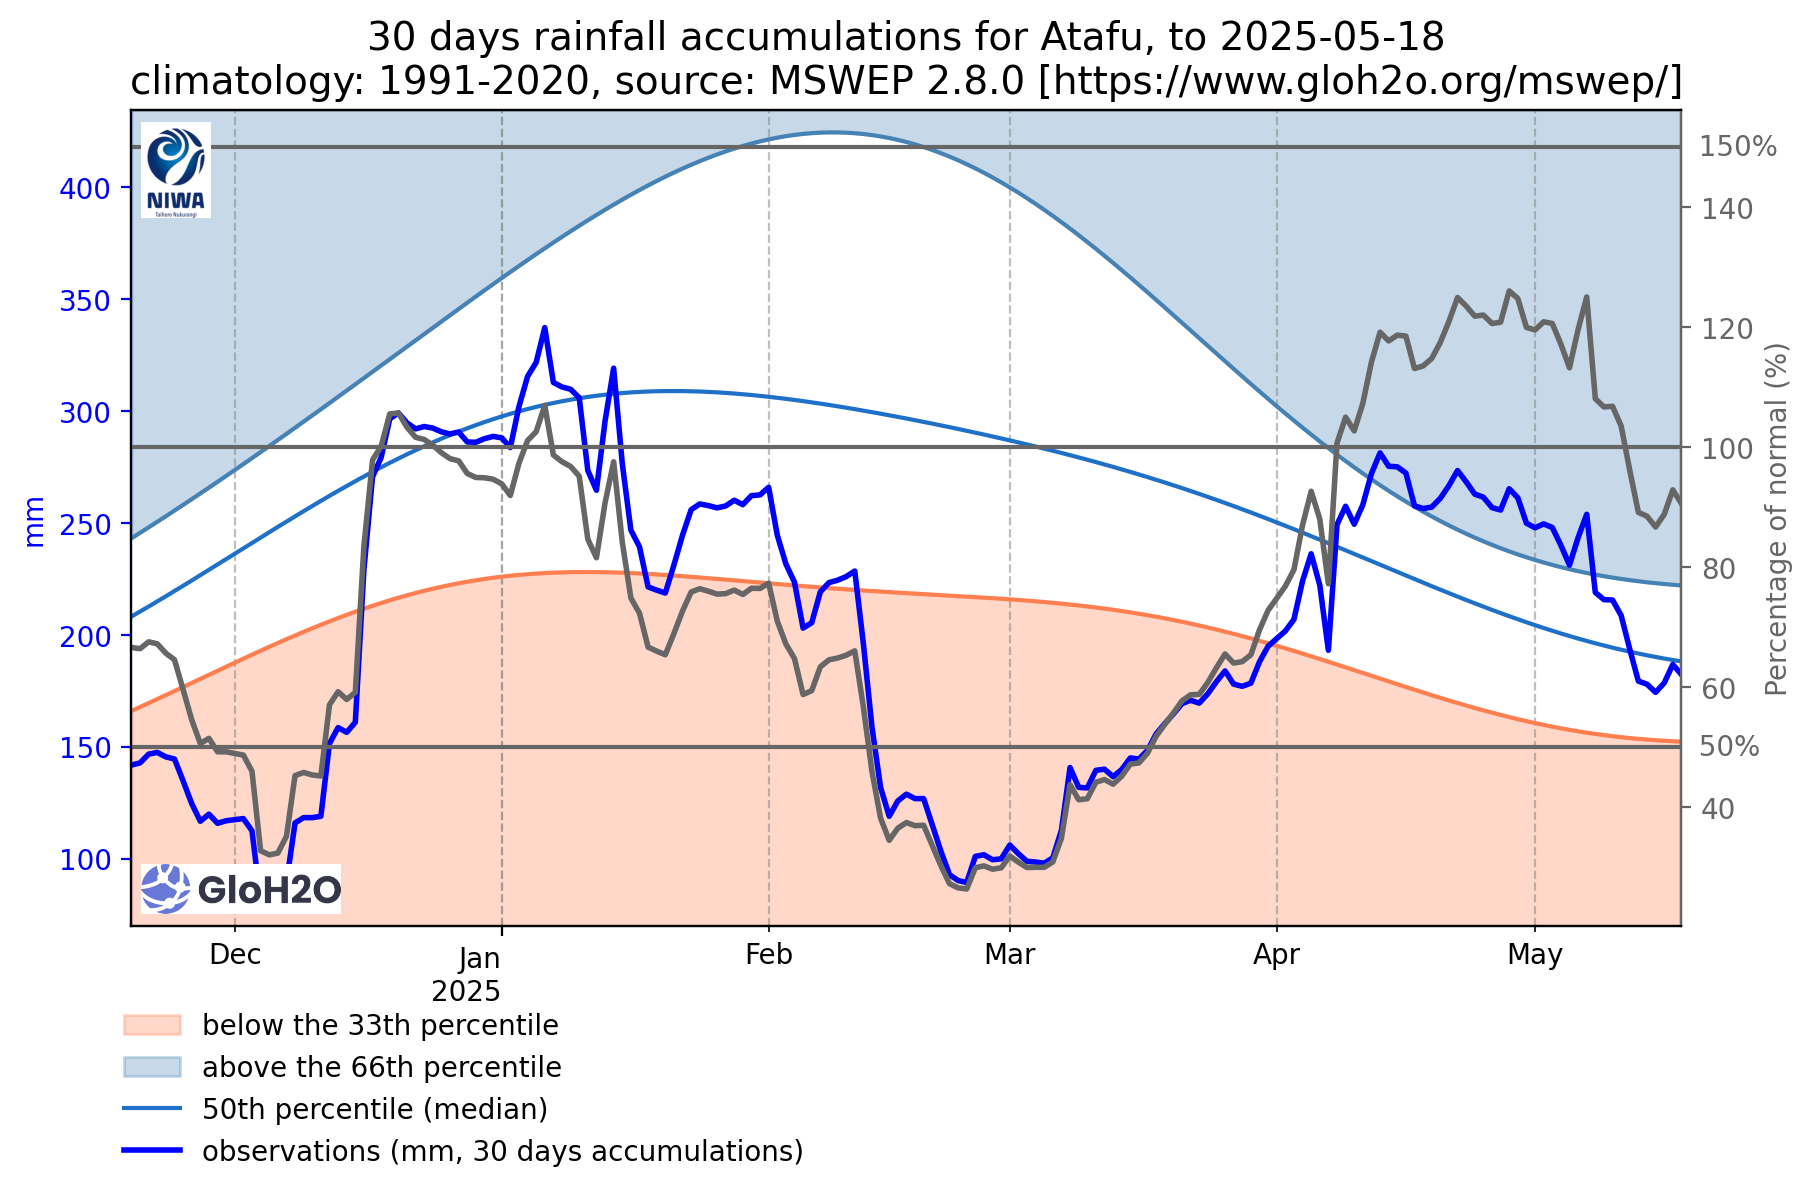 30 days rainfall accumulations for Atafu, to 2025-05-18
climatology: 1991-2020, source: MSWEP 2.8.0 [https://www.gloh2o.org/mswep/]
NIWA
Taihoro Nukurangi
400
350
300
250
200
150
100
mm
150%
140
120
100
80
60
50%
40
Percentage of normal (%)
GloH2O
Dec
Jan
2025
Feb
Mar
Apr
May
below the 33th percentile
above the 66th percentile
50th percentile (median)
observations (mm, 30 days accumulations)